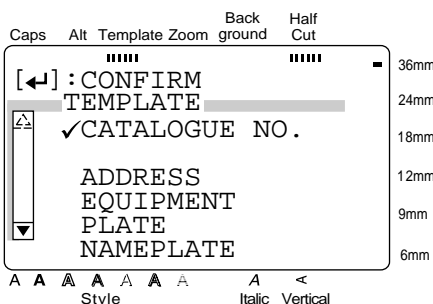 Back Half
Caps Alt Template Zoom ground Cut
[↵]:CONFIRM
TEMPLATE
✓CATALOGUE NO.
ADDRESS
EQUIPMENT
PLATE
NAMEPLATE
36mm
24mm
18mm
12mm
9mm
6mm
A A A A A A A A A
Style Italic Vertical